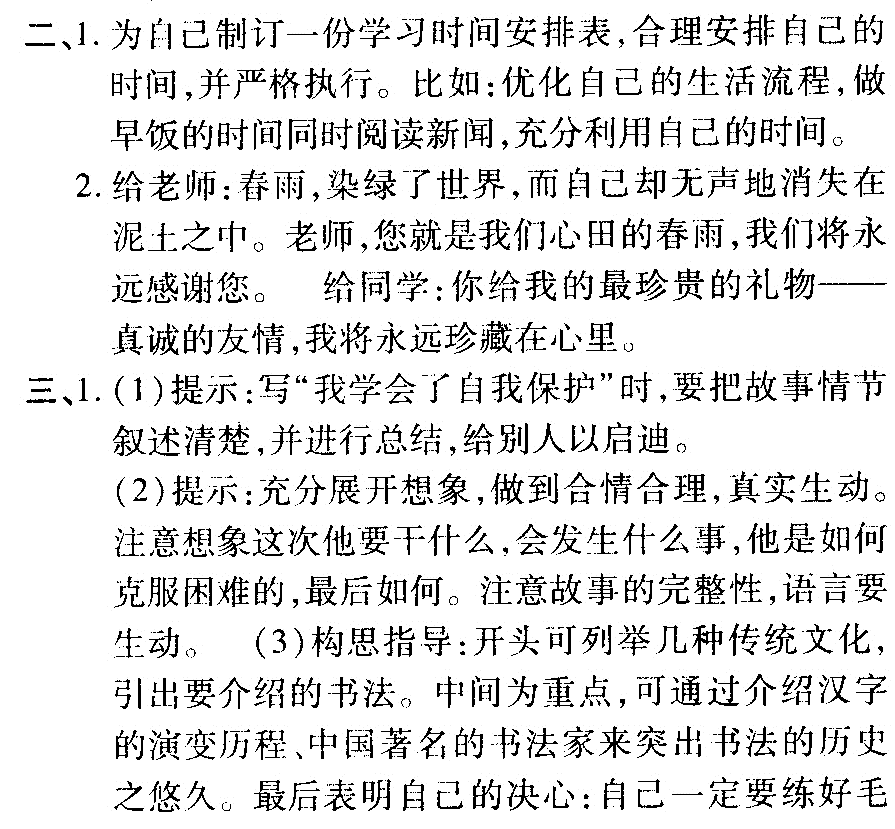 二、1. 为自己制订一份学习时间安排表,合理安排自己的
时间,并严格执行。比如:优化自己的生活流程,做
早饭的时间同时阅读新闻,充分利用自己的时间。
2. 给老师:春雨,染绿了世界,而自己却无声地消失在
泥土之中。老师,您就是我们心田的春雨,我们将永
远感谢您。 给同学:你给我的最珍贵的礼物——
真诚的友情,我将永远珍藏在心里。
三、1. (1)提示:写“我学会了自我保护”时,要把故事情节
叙述清楚,并进行总结,给别人以启迪。
(2)提示:充分展开想象,做到合情合理,真实生动。
注意想象这次他要干什么,会发生什么事,他是如何
克服困难的,最后如何。注意故事的完整性,语言要
生动。 (3)构思指导:开头可列举几种传统文化,
引出要介绍的书法。中间为重点,可通过介绍汉字
的演变历程、中国著名的书法家来突出书法的历史
之悠久。最后表明自己的决心:自己一定要练好毛